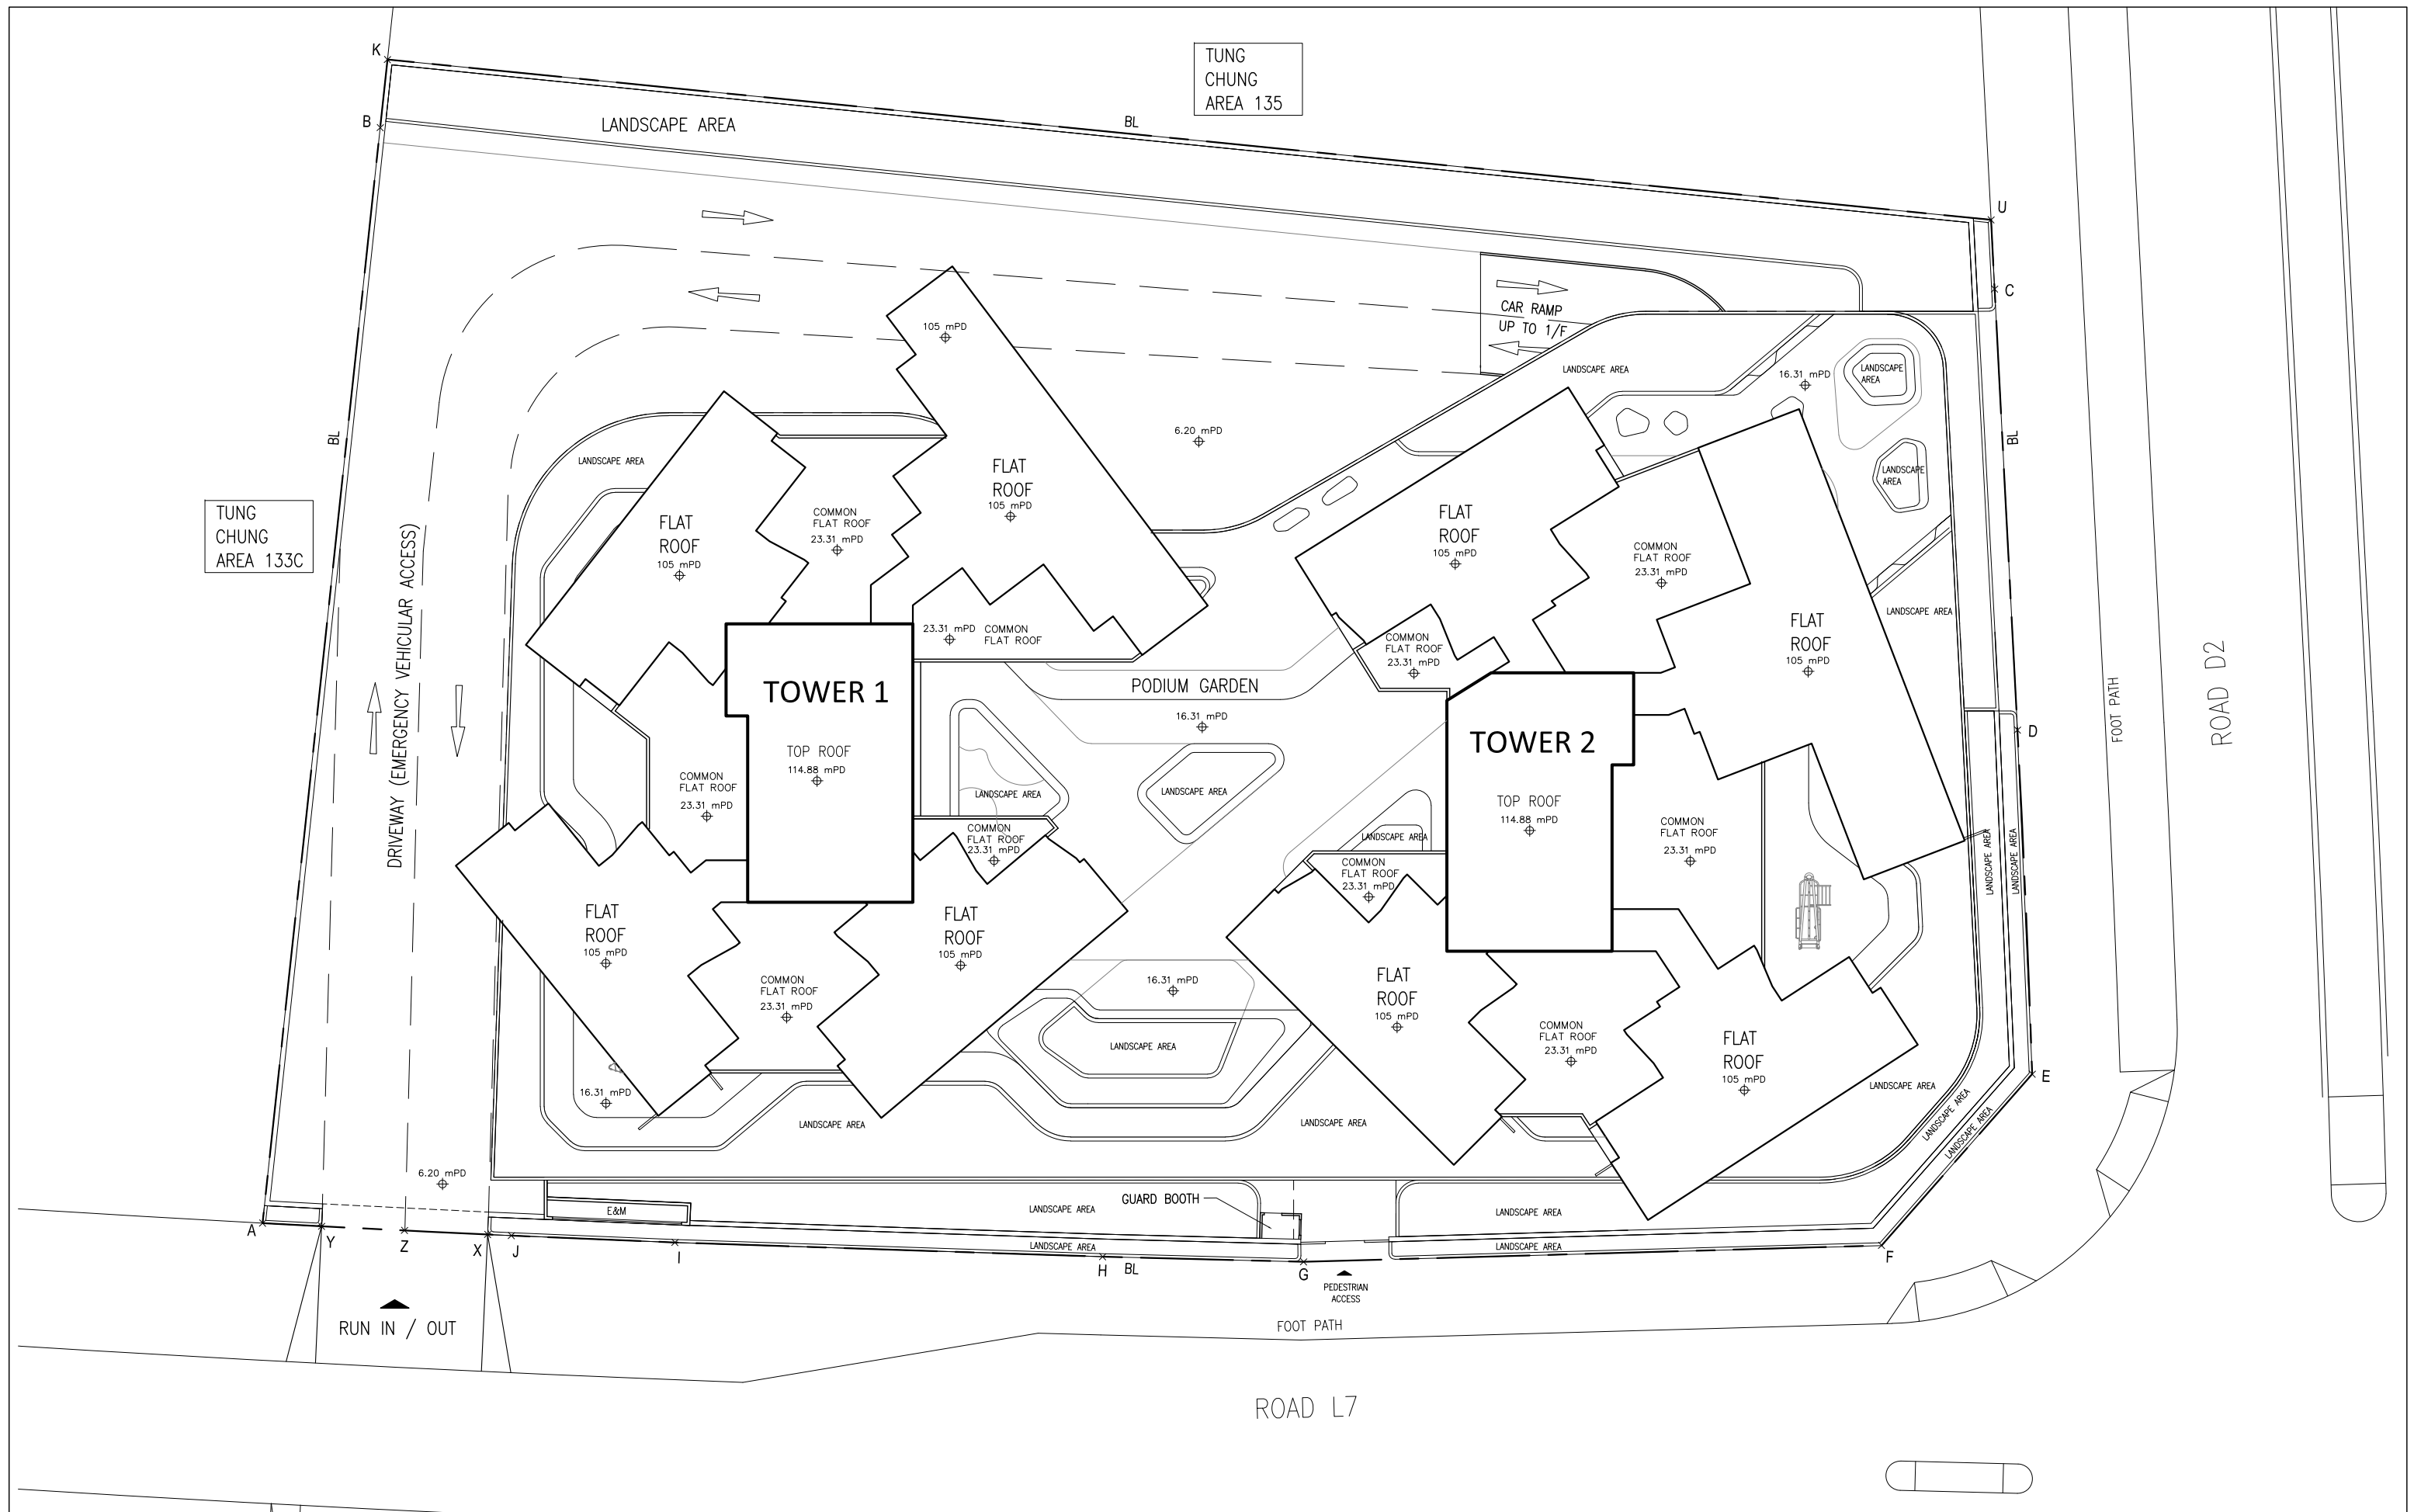 K
TUNG
CHUNG
AREA 135
B
LANDSCAPE AREA
BL
U
C
CAR RAMP
UP TO 1/F
105 mPD
LANDSCAPE AREA
16.31 mPD
LANDSCAPE
AREA
6.20 mPD
BL
BL
LANDSCAPE AREA
FLAT
ROOF
105 mPD
LANDSCAPE
AREA
TUNG
CHUNG
AREA 133C
FLAT
ROOF
105 mPD
COMMON
FLAT ROOF
23.31 mPD
FLAT
ROOF
105 mPD
COMMON
FLAT ROOF
23.31 mPD
DRIVEWAY (EMERGENCY VEHICULAR ACCESS)
23.31 mPD
COMMON
FLAT ROOF
COMMON
FLAT ROOF
23.31 mPD
FLAT
ROOF
105 mPD
LANDSCAPE AREA
TOWER 1
TOP ROOF
114.88 mPD
PODIUM GARDEN
16.31 mPD
TOWER 2
TOP ROOF
114.88 mPD
FOOT PATH
ROAD D2
D
COMMON
FLAT ROOF
23.31 mPD
LANDSCAPE AREA
LANDSCAPE AREA
COMMON
FLAT ROOF
23.31 mPD
LANDSCAPE AREA
COMMON
FLAT ROOF
23.31 mPD
COMMON
FLAT ROOF
23.31 mPD
LANDSCAPE AREA
LANDSCAPE AREA
FLAT
ROOF
105 mPD
FLAT
ROOF
105 mPD
COMMON
FLAT ROOF
23.31 mPD
16.31 mPD
FLAT
ROOF
105 mPD
COMMON
FLAT ROOF
23.31 mPD
FLAT
ROOF
105 mPD
LANDSCAPE AREA
E
16.31 mPD
LANDSCAPE AREA
LANDSCAPE AREA
LANDSCAPE AREA
LANDSCAPE AREA
LANDSCAPE AREA
LANDSCAPE AREA
6.20 mPD
GUARD BOOTH
E&M
LANDSCAPE AREA
LANDSCAPE AREA
A
Y
Z
X
J
I
LANDSCAPE AREA
H
BL
G
LANDSCAPE AREA
F
PEDESTRIAN
ACCESS
RUN IN / OUT
FOOT PATH
ROAD L7